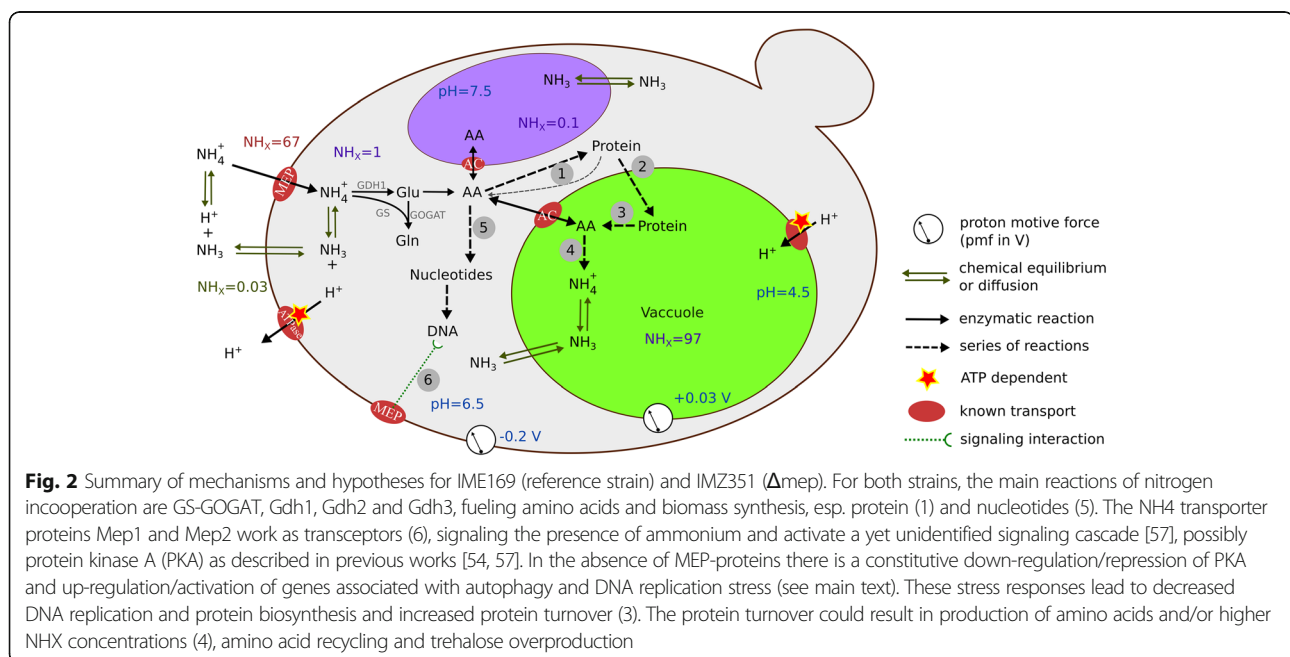 NH₃
NH₃
pH=7.5
NHₓ=0.1
NHₓ=67
NH₄⁺
NHₓ=1
AA
AC
Protein
1
2
MEP
NH₄⁺
GDH1
Glu
AA
GS
GOGAT
Gln
H⁺
+
NH₃
NH₃
+
NHₓ=0.03
H⁺
ATPase
H⁺
5
Nucleotides
DNA
AC
AA
3
Protein
4
NH₄⁺
Vaccuole
NHₓ=97
NH₃
NH₃
H⁺
H⁺
pH=4.5
6
MEP
pH=6.5
-0.2 V
+0.03 V
proton motive force
(pmf in V)
chemical equilibrium
or diffusion
enzymatic reaction
series of reactions
ATP dependent
known transport
signaling interaction
Fig. 2 Summary of mechanisms and hypotheses for IME169 (reference strain) and IMZ351 (Δmep). For both strains, the main reactions of nitrogen
incooperation are GS-GOGAT, Gdh1, Gdh2 and Gdh3, fueling amino acids and biomass synthesis, esp. protein (1) and nucleotides (5). The NH4 transporter
proteins Mep1 and Mep2 work as transceptors (6), signaling the presence of ammonium and activate a yet unidentified signaling cascade [57], possibly
protein kinase A (PKA) as described in previous works [54, 57]. In the absence of MEP-proteins there is a constitutive down-regulation/repression of PKA
and up-regulation/activation of genes associated with autophagy and DNA replication stress (see main text). These stress responses lead to decreased
DNA replication and protein biosynthesis and increased protein turnover (3). The protein turnover could result in production of amino acids and/or higher
NHX concentrations (4), amino acid recycling and trehalose overproduction